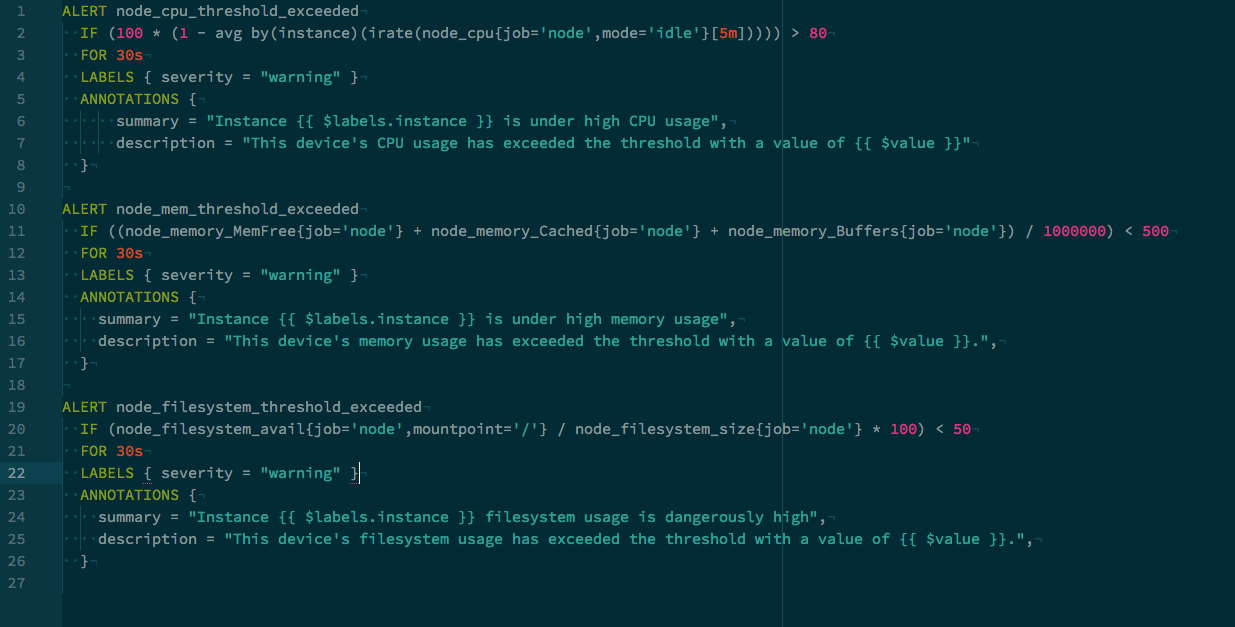 1 ALERT node_cpu_threshold_exceeded
2 IF (100 * (1 - avg by(instance)(irate(node_cpu{job='node',mode='idle'}[5m])))) > 80
3 FOR 30s
4 LABELS { severity = "warning" }
5 ANNOTATIONS {
6 summary = "Instance {{ $labels.instance }} is under high CPU usage",
7 description = "This device's CPU usage has exceeded the threshold with a value of {{ $value }}"
8 }
9
10 ALERT node_mem_threshold_exceeded
11 IF ((node_memory_MemFree{job='node'} + node_memory_Cached{job='node'} + node_memory_Buffers{job='node'}) / 1000000) < 500
12 FOR 30s
13 LABELS { severity = "warning" }
14 ANNOTATIONS {
15 summary = "Instance {{ $labels.instance }} is under high memory usage",
16 description = "This device's memory usage has exceeded the threshold with a value of {{ $value }}.",
17 }
18
19 ALERT node_filesystem_threshold_exceeded
20 IF (node_filesystem_avail{job='node',mountpoint='/'} / node_filesystem_size{job='node'} * 100) < 50
21 FOR 30s
22 LABELS { severity = "warning" }
23 ANNOTATIONS {
24 summary = "Instance {{ $labels.instance }} filesystem usage is dangerously high",
25 description = "This device's filesystem usage has exceeded the threshold with a value of {{ $value }}.",
26 }
27